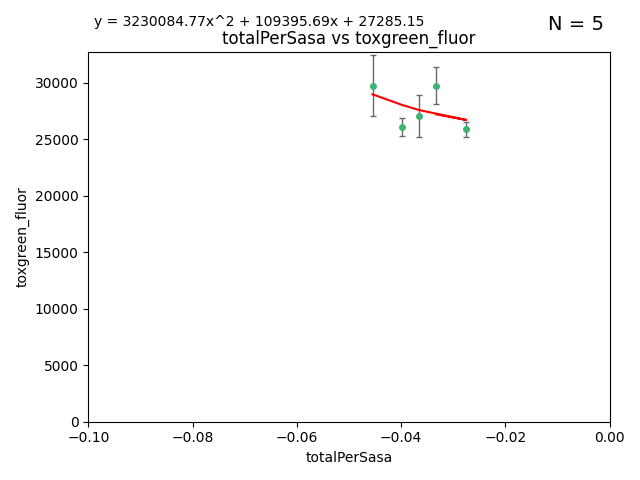 y = 3230084.77x^2 + 109395.69x + 27285.15
N = 5
totalPerSasa vs toxgreen_fluor
30000
25000
20000
15000
10000
5000
0
toxgreen_fluor
−0.10
−0.08
−0.06
−0.04
−0.02
0.00
totalPerSasa